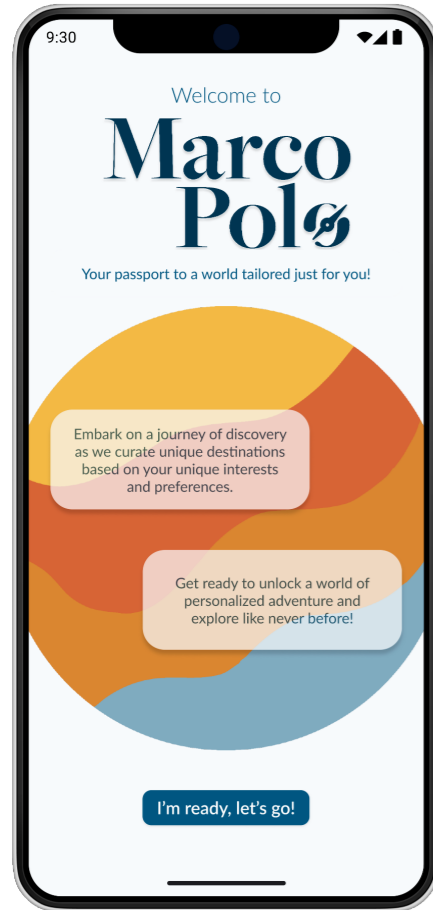 9:30
Welcome to
Marco
Polo
Your passport to a world tailored just for you!
Embark on a journey of discovery
as we curate unique destinations
based on your unique interests
and preferences.
Get ready to unlock a world of
personalized adventure and
explore like never before!
I'm ready, let's go!